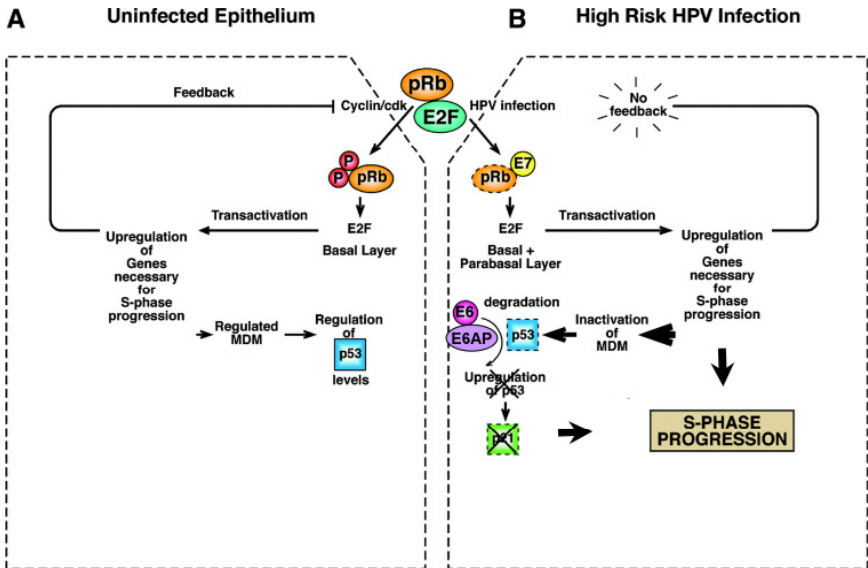 A
Uninfected Epithelium
B
High Risk HPV Infection
pRb
E2F
Feedback
Cyclin/cdk
HPV infection
No
feedback
P
P
pRb
pRb
E7
Transactivation
E2F
Basal Layer
E2F
Basal +
Parabasal Layer
Transactivation
Upregulation
of
Genes
necessary
for
S-phase
progression
Upregulation
of
Genes
necessary
for
S-phase
progression
Regulated
MDM
Regulation
of
p53
levels
degradation
E6
E6AP
p53
Inactivation
of
MDM
Upregulation
of p53
p21
S-PHASE
PROGRESSION